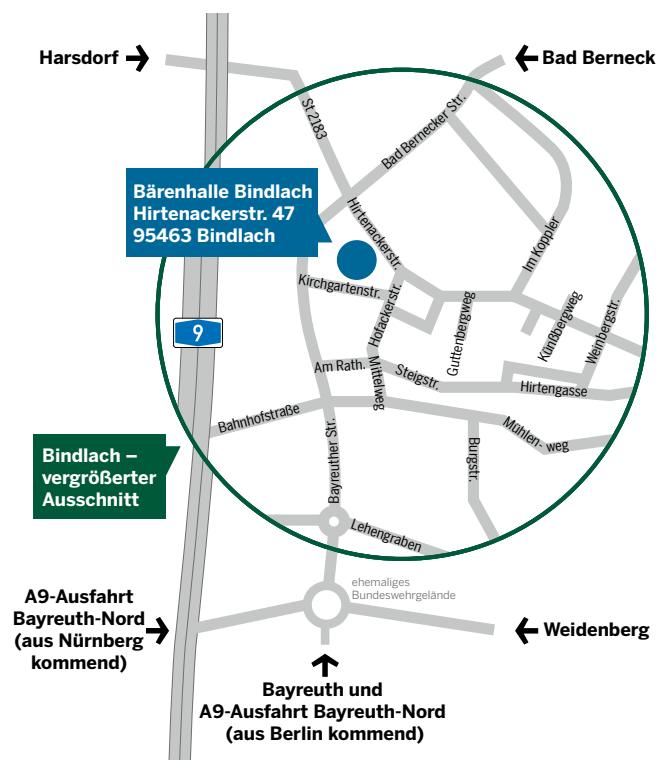 Harsdorf
Bad Berneck
St 2183
Bad Bernecker Str.
Bärenhalle Bindlach
Hirtenackerstr. 47
95463 Bindlach
Hirtenackerstr.
Im Koppler
Kirchgartenstr.
Hofackerstr.
Guttenbergweg
Künßbergweg
Weinbergstr.
9
Am Rath.
Mittelweg
Steigstr.
Hirtengasse
Bahnhofstraße
Mühlen-weg
Bindlach –
vergrößerter
Ausschnitt
Bayreuther Str.
Burgstr.
Lehengraben
ehemaliges
Bundeswehrgelände
A9-Ausfahrt
Bayreuth-Nord
(aus Nürnberg
kommend)
Weidenberg
Bayreuth und
A9-Ausfahrt Bayreuth-Nord
(aus Berlin kommend)